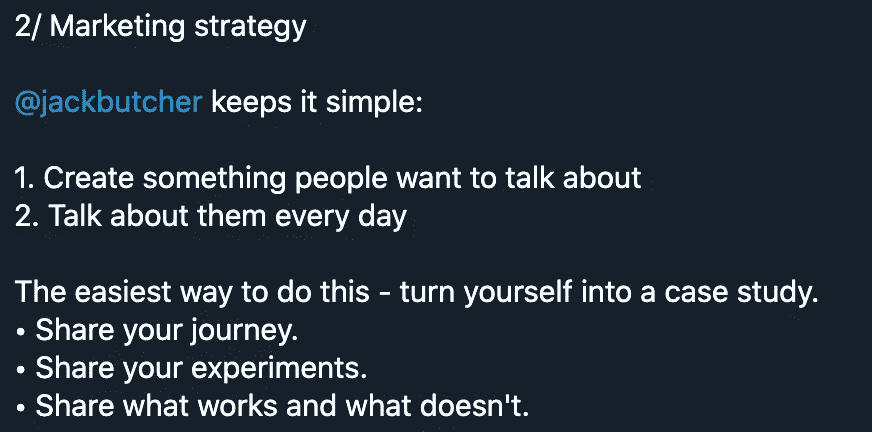 2/ Marketing strategy
@jackbutcher keeps it simple:
1. Create something people want to talk about
2. Talk about them every day
The easiest way to do this - turn yourself into a case study.
• Share your journey.
• Share your experiments.
• Share what works and what doesn't.